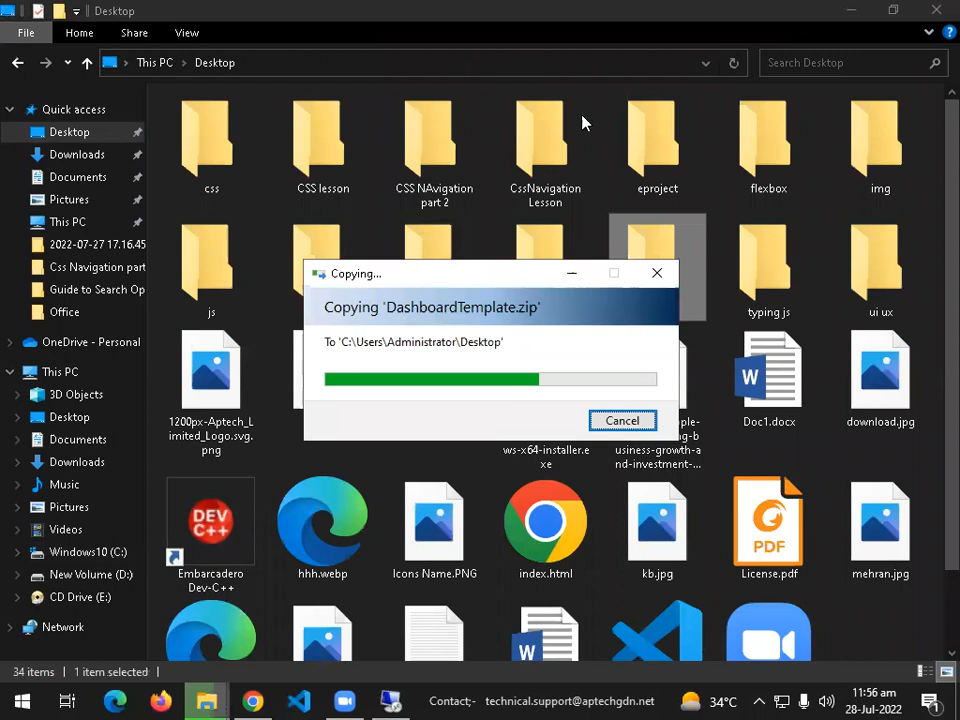 Desktop
File Home Share View
This PC Desktop
Search Desktop
Quick access
Desktop
Downloads
Documents
Pictures
This PC
2022-07-27 17.16.45
Css Navigation part
Guide to Search Op
Office
OneDrive - Personal
This PC
3D Objects
Desktop
Documents
Downloads
Music
Pictures
Videos
Windows10 (C:)
New Volume (D:)
CD Drive (E:)
Network
css
CSS lesson
CSS NAvigation
part 2
CssNavigation
Lesson
eproject
flexbox
img
js
typing js
ui ux
Copying...
Copying 'DashboardTemplate.zip'
To 'C:\Users\Administrator\Desktop'
Cancel
1200px-Aptech_L
imited_Logo.svg.
png
ws-x64-installer.e
xe
business-growth-a
nd-investment-...
W
Doc1.docx
download.jpg
DEV
C++
Embarcadero
Dev-C++
hhh.webp
Icons Name.PNG
index.html
kb.jpg
PDF
License.pdf
mehran.jpg
W
34 items 1 item selected
Contact;- technical.support@aptechgdn.net
34°C
11:56 am
28-Jul-2022
1